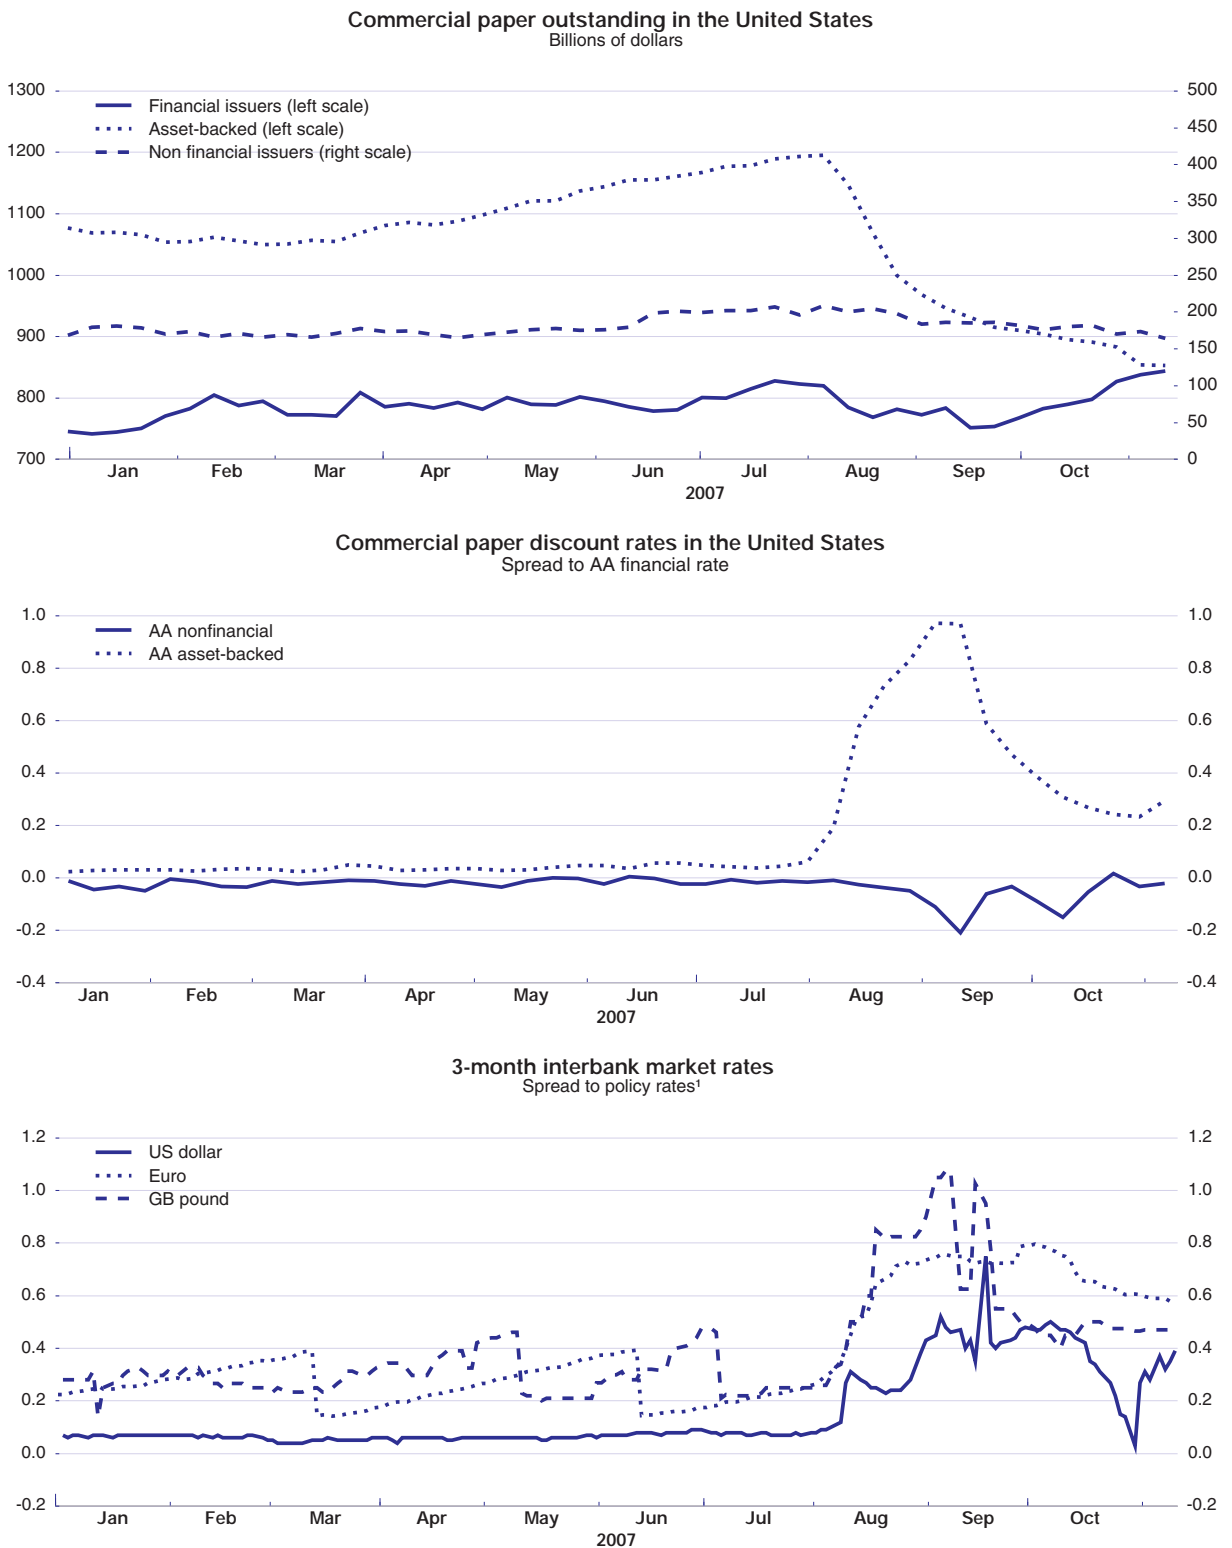 Commercial paper outstanding in the United States
Billions of dollars
1300 500
Financial issuers (left scale)
450
Asset-backed (left scale)
1200 Non financial issuers (right scale) 400
350
1100
300
1000 250
200
900
150
800 100
50
700 0
Jan Feb Mar Apr May Jun Jul Aug Sep Oct
2007
Commercial paper discount rates in the United States
Spread to AA financial rate
1.0 1.0
AA nonfinancial
AA asset-backed
0.8 0.8
0.6 0.6
0.4 0.4
0.2 0.2
0.0 0.0
-0.2 -0.2
-0.4 -0.4
Jan Feb Mar Apr May Jun Jul Aug Sep Oct
2007
3-month interbank market rates
Spread to policy rates¹
1.2 1.2
US dollar
Euro
1.0 GB pound 1.0
0.8 0.8
0.6 0.6
0.4 0.4
0.2 0.2
0.0 0.0
-0.2 -0.2
Jan Feb Mar Apr May Jun Jul Aug Sep Oct
2007